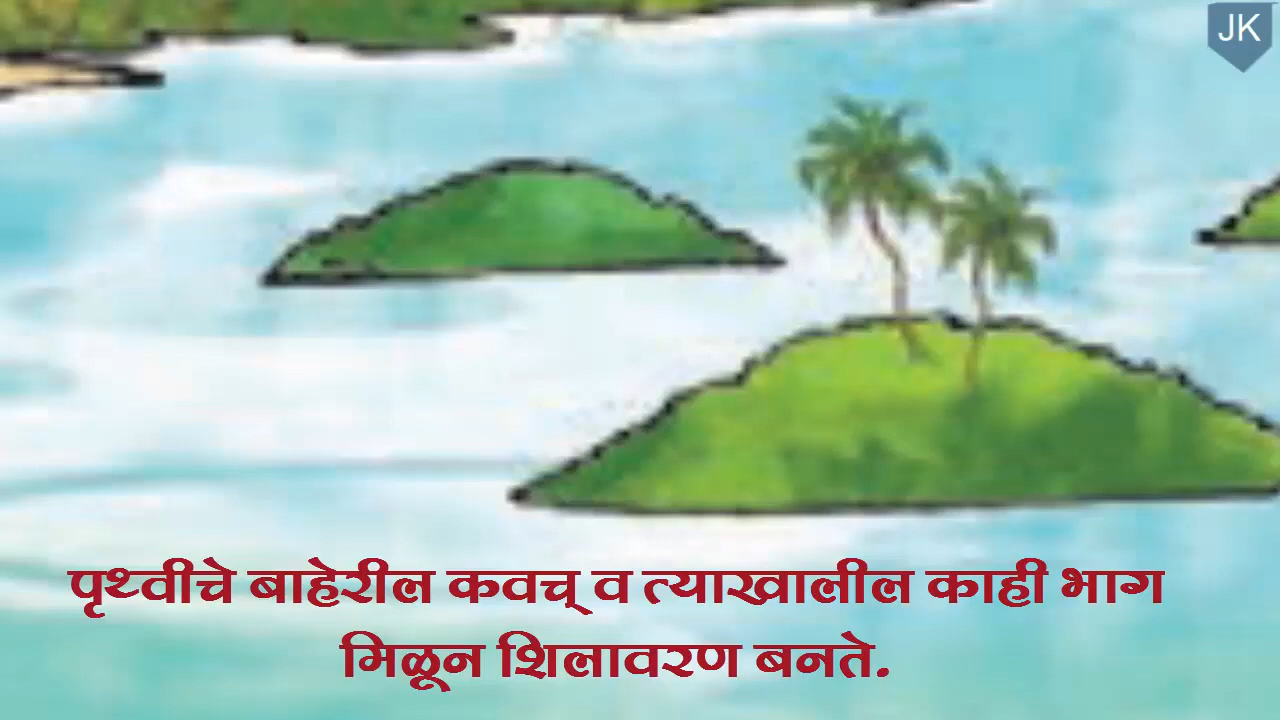 JK
पृथ्वीचे बाहेरील कवच् व त्याखालील काही भाग
मिळून शिलावरण बनते.